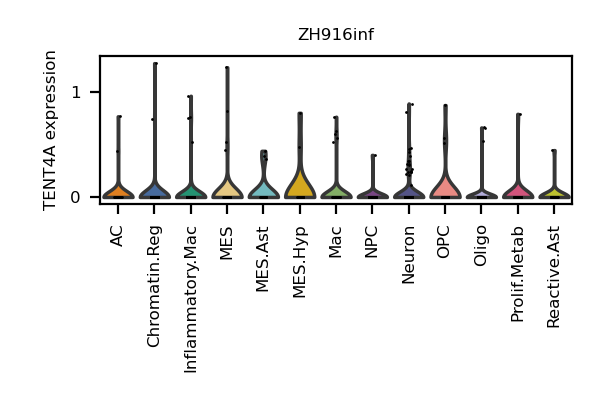 ZH916inf
TENT4A expression
1
0
AC
Chromatin.Reg
Inflammatory.Mac
MES
MES.Ast
MES.Hyp
Mac
NPC
Neuron
OPC
Oligo
Prolif.Metab
Reactive.Ast